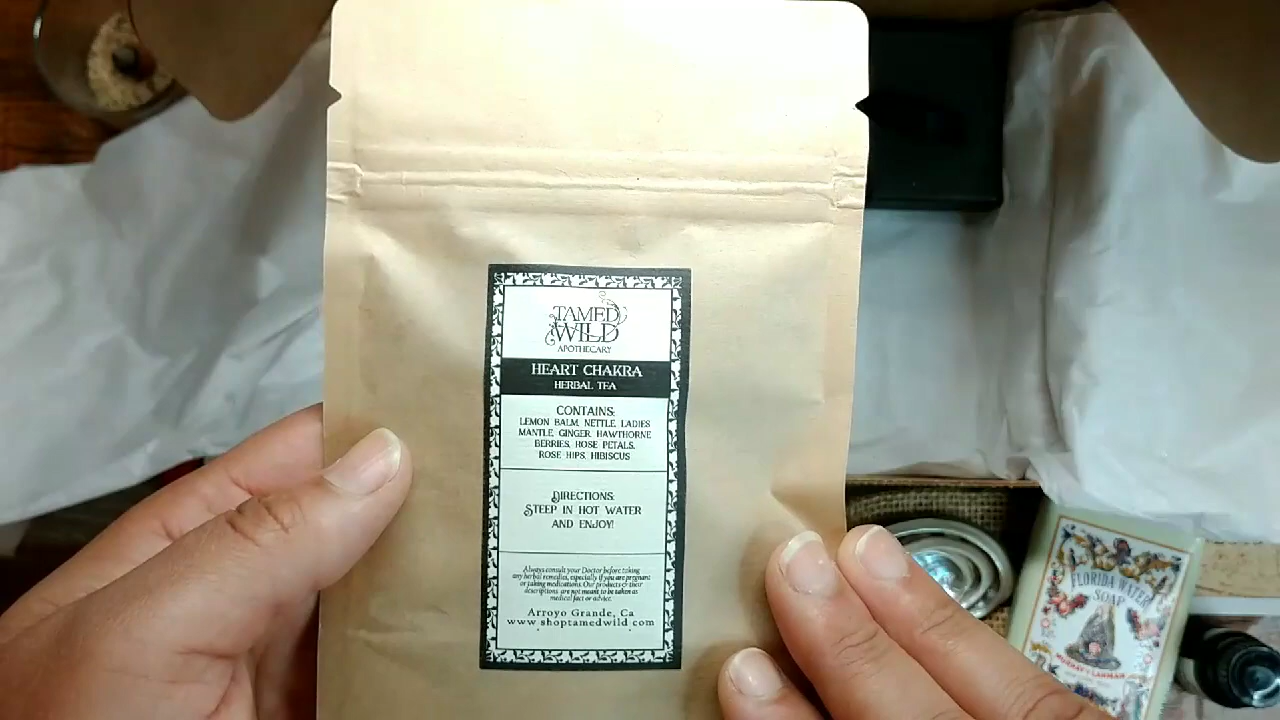 TAMED
WILD
APOTHECARY
HEART CHAKRA
HERBAL TEA
CONTAINS:
LEMON BALM, NETTLE, LADIES
MANTLE, GINGER, HAWTHORNE
BERRIES, ROSE PETALS,
ROSE HIPS, HIBISCUS
DIRECTIONS:
STEEP IN HOT WATER
AND ENJOY!
Always consult your Doctor before taking
any herbal remedies, especially if you are pregnant
or taking medications. Our products & their
descriptions are not meant to be taken as
medical fact or advice.
Arroyo Grande, Ca
www.shoptamedwild.com
FLORIDA WATER
SOAP
MURRAY & LANMAN